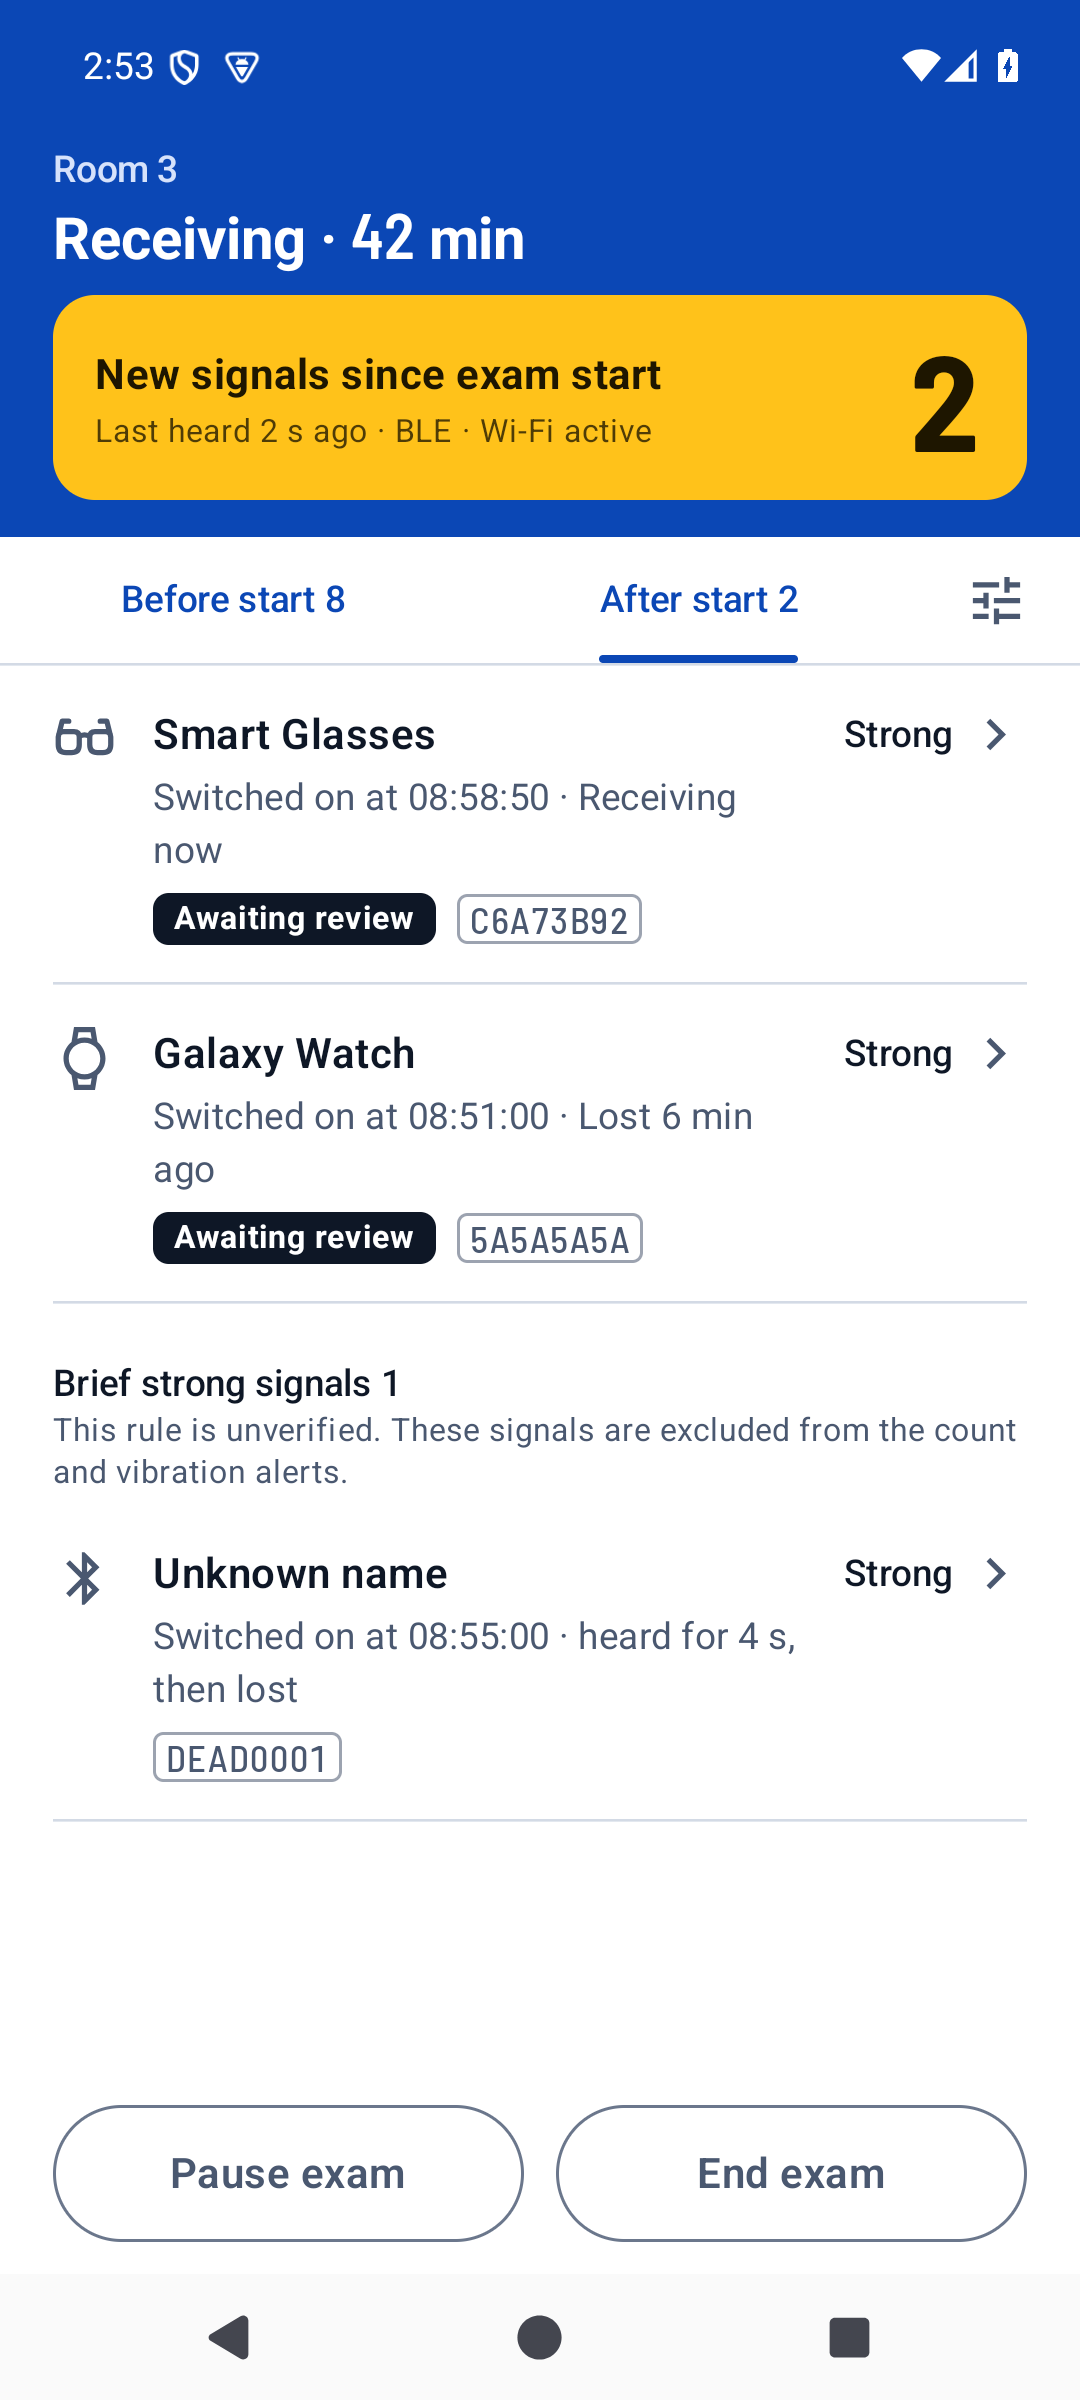 2:53
Room 3
Receiving · 42 min
New signals since exam start
Last heard 2 s ago · BLE · Wi-Fi active
2
Before start 8
After start 2
Smart Glasses
Strong
Switched on at 08:58:50 · Receiving
now
Awaiting review
C6A73B92
Galaxy Watch
Strong
Switched on at 08:51:00 · Lost 6 min
ago
Awaiting review
5A5A5A5A
Brief strong signals 1
This rule is unverified. These signals are excluded from the count
and vibration alerts.
Unknown name
Strong
Switched on at 08:55:00 · heard for 4 s,
then lost
DEAD0001
Pause exam
End exam